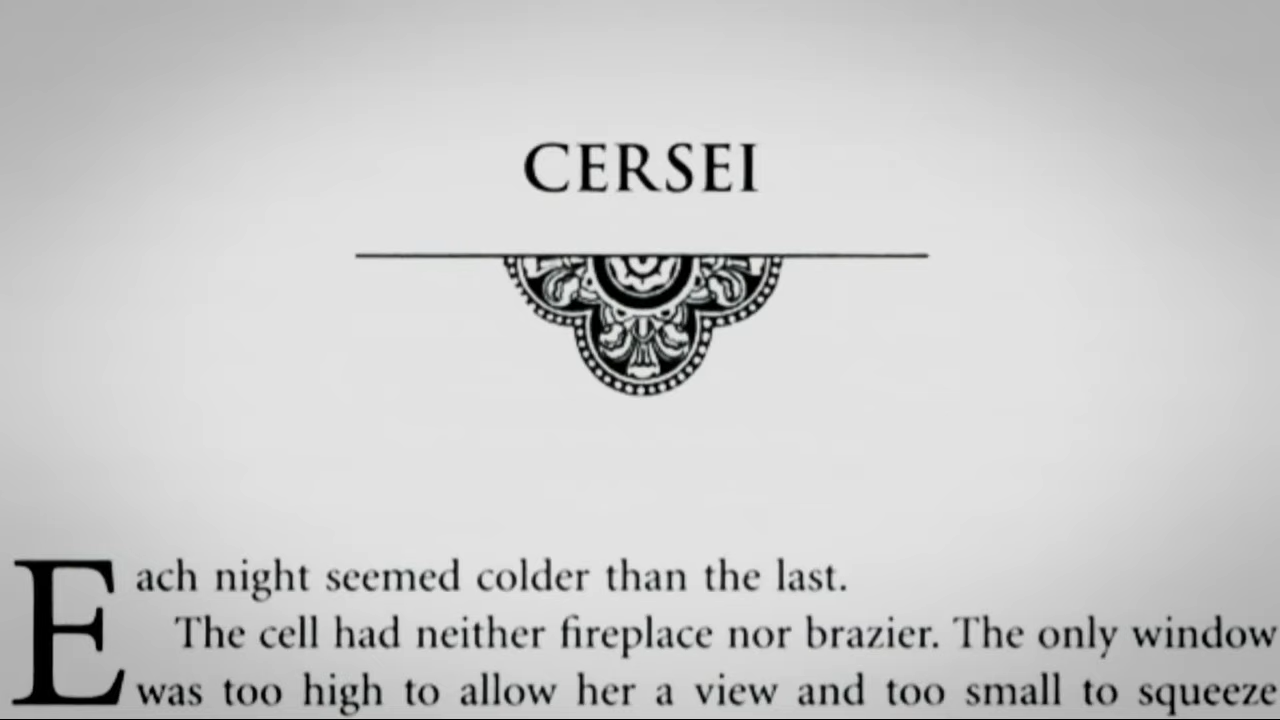 CERSEI
Each night seemed colder than the last.
The cell had neither fireplace nor brazier. The only window
was too high to allow her a view and too small to squeeze